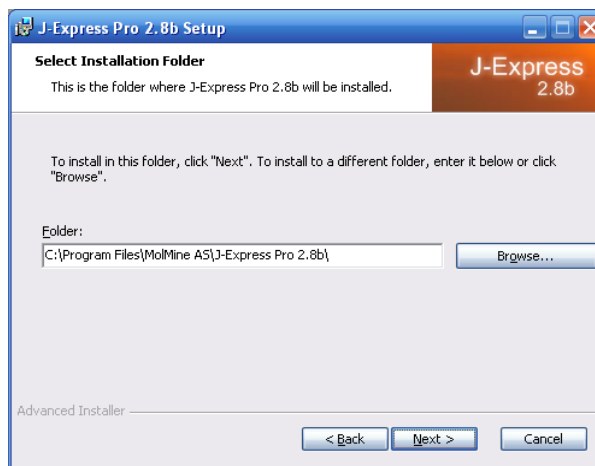 J-Express Pro 2.8b Setup
Select Installation Folder
This is the folder where J-Express Pro 2.8b will be installed.
J-Express
2.8b
To install in this folder, click "Next". To install to a different folder, enter it below or click
"Browse".
Folder:
C:\Program Files\MolMine AS\J-Express Pro 2.8b\
Browse...
Advanced Installer
< Back
Next >
Cancel